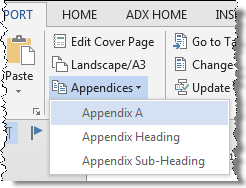 PORT HOME ADX HOME INS
Paste
Edit Cover Page
Landscape/A3
Appendices
Go to Ta
Change
Update
Appendix A
Appendix Heading
Appendix Sub-Heading